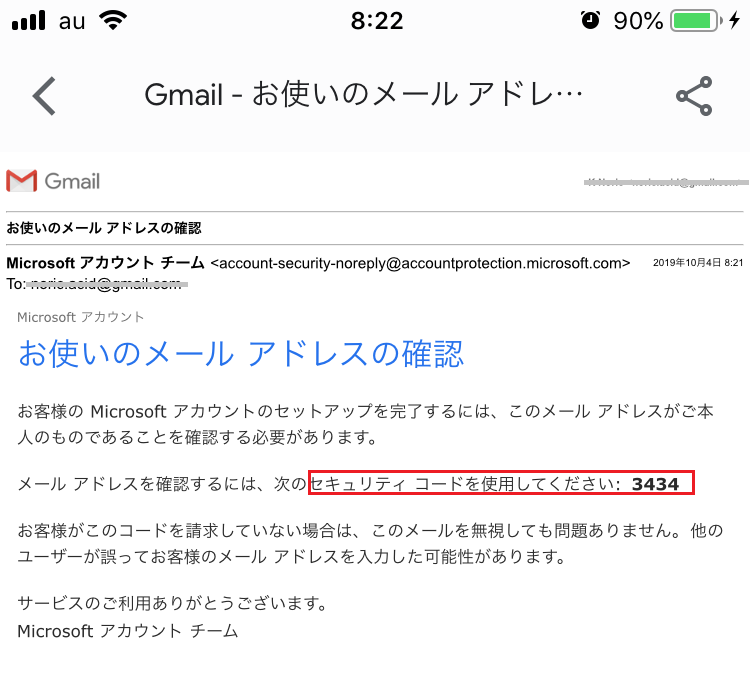 au 8:22 90%
Gmail - お使いのメール アドレ…
Gmail
お使いのメール アドレスの確認
Microsoft アカウント チーム <account-security-noreply@accountprotection.microsoft.com> 2019年10月4日 8:21
To:
Microsoft アカウント
お使いのメール アドレスの確認
お客様の Microsoft アカウントのセットアップを完了するには、このメール アドレスがご本
人のものであることを確認する必要があります。
メール アドレスを確認するには、次のセキュリティ コードを使用してください: 3434
お客様がこのコードを請求していない場合は、このメールを無視しても問題ありません。他の
ユーザーが誤ってお客様のメール アドレスを入力した可能性があります。
サービスのご利用ありがとうございます。
Microsoft アカウント チーム